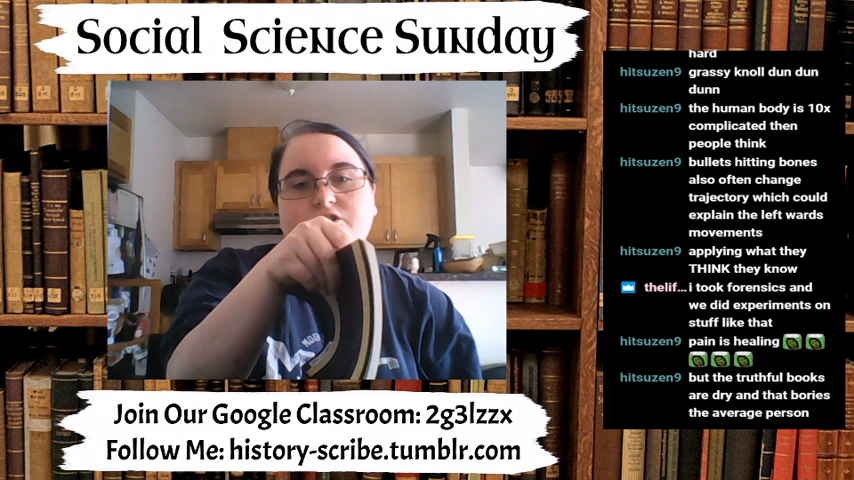 Social Science Sunday
hard
hitsuzen9 grassy knoll dun dun
dunn
hitsuzen9 the human body is 10x
complicated then
people think
hitsuzen9 bullets hitting bones
also often change
trajectory which could
explain the left wards
movements
hitsuzen9 applying what they
THINK they know
thelif... i took forensics and
we did experiments on
stuff like that
hitsuzen9 pain is healing
hitsuzen9 but the truthful books
are dry and that bories
the average person
Join Our Google Classroom: 2g3lzzx
Follow Me: history-scribe.tumblr.com